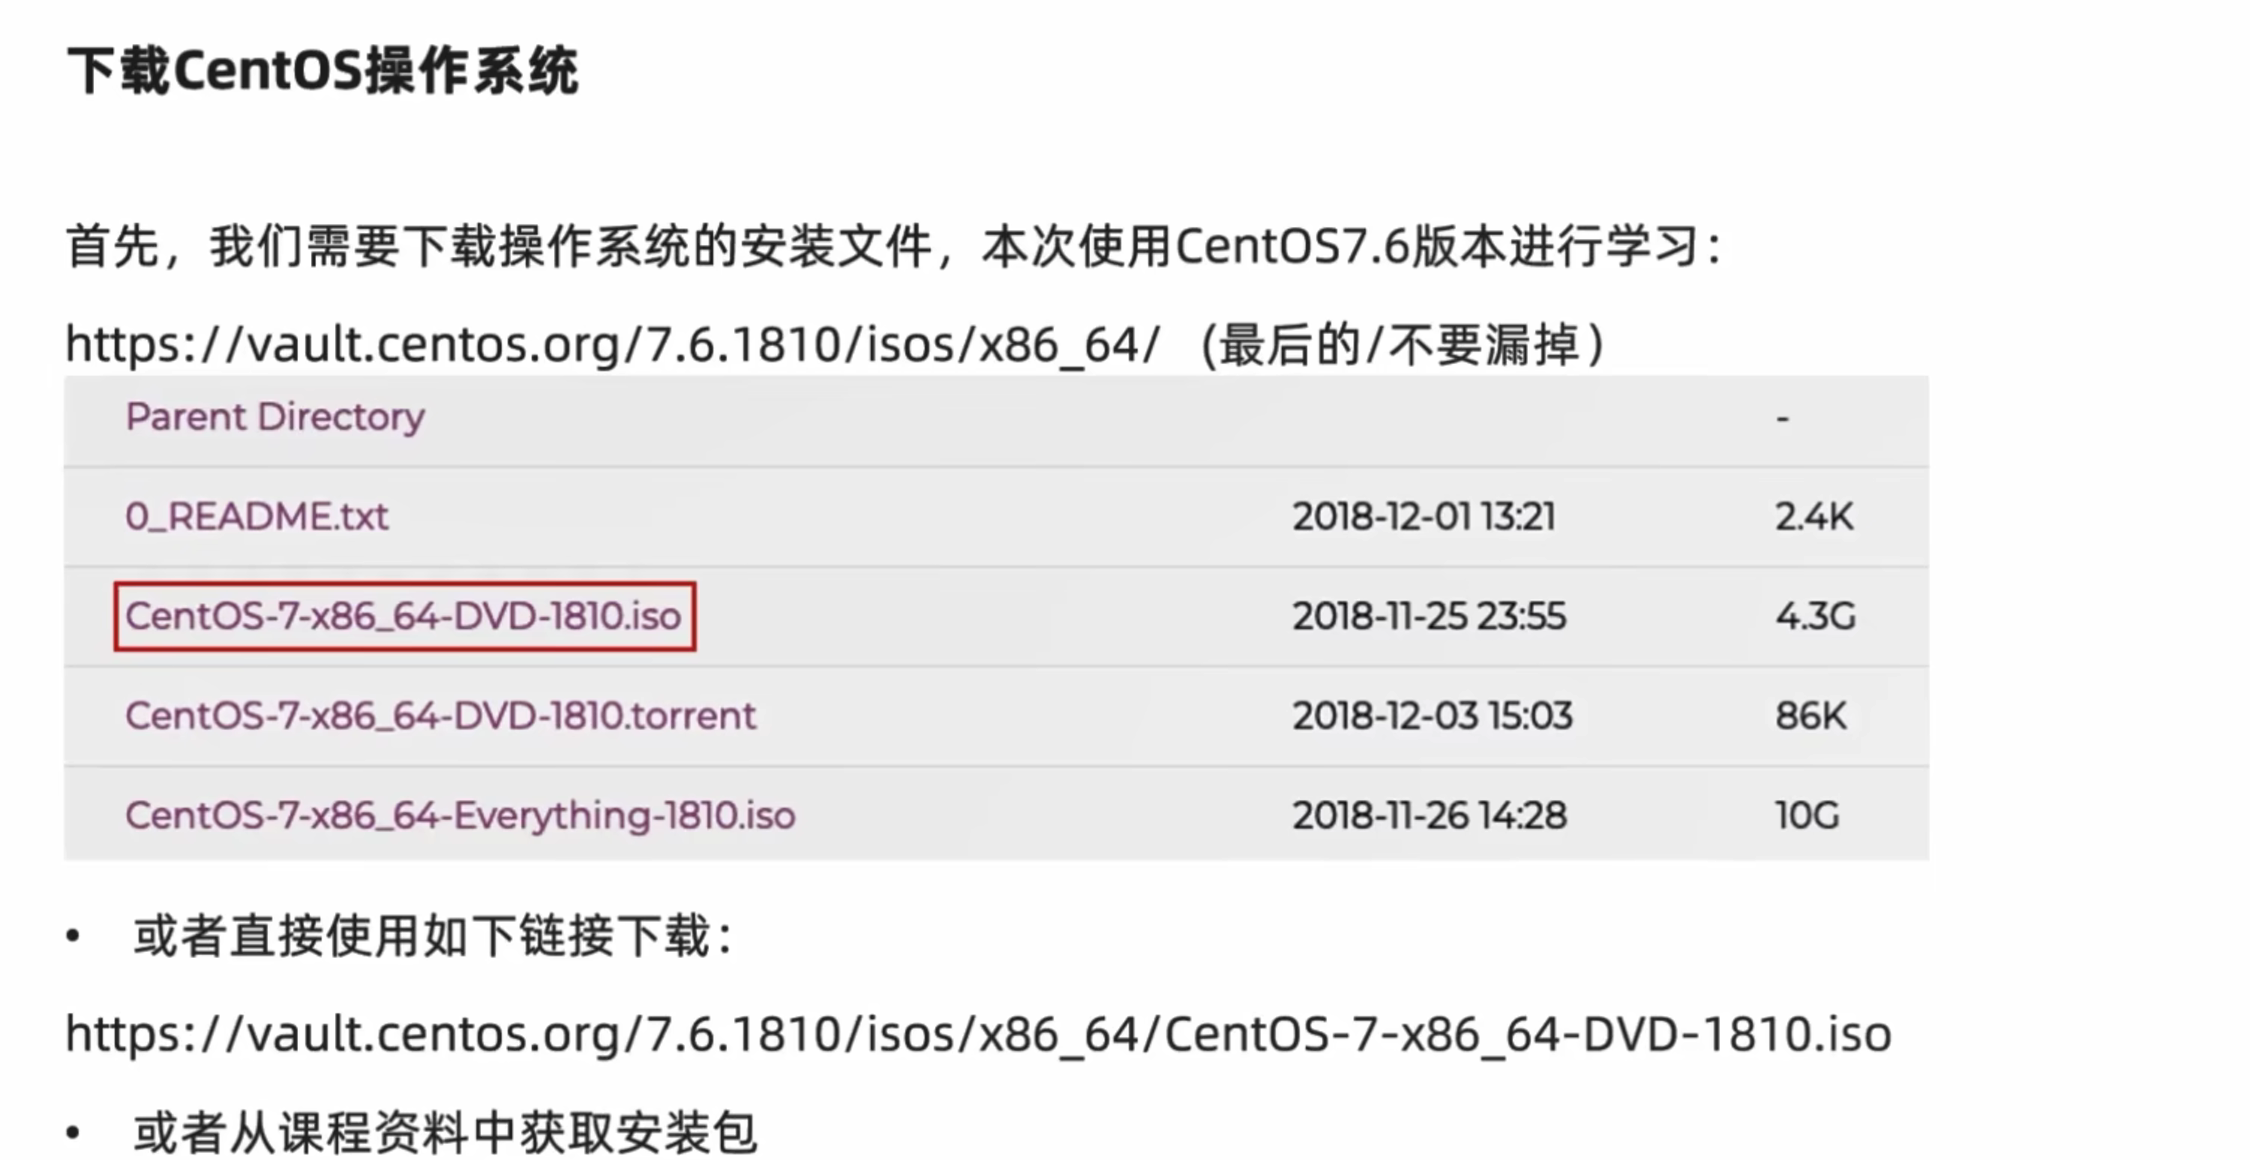 下载CentOS操作系统
首先，我们需要下载操作系统的安装文件，本次使用CentOS7.6版本进行学习：
https://vault.centos.org/7.6.1810/isos/x86_64/ （最后的/不要漏掉）
Parent Directory -
0_README.txt 2018-12-01 13:21 2.4K
CentOS-7-x86_64-DVD-1810.iso 2018-11-25 23:55 4.3G
CentOS-7-x86_64-DVD-1810.torrent 2018-12-03 15:03 86K
CentOS-7-x86_64-Everything-1810.iso 2018-11-26 14:28 10G
• 或者直接使用如下链接下载：
https://vault.centos.org/7.6.1810/isos/x86_64/CentOS-7-x86_64-DVD-1810.iso
• 或者从课程资料中获取安装包